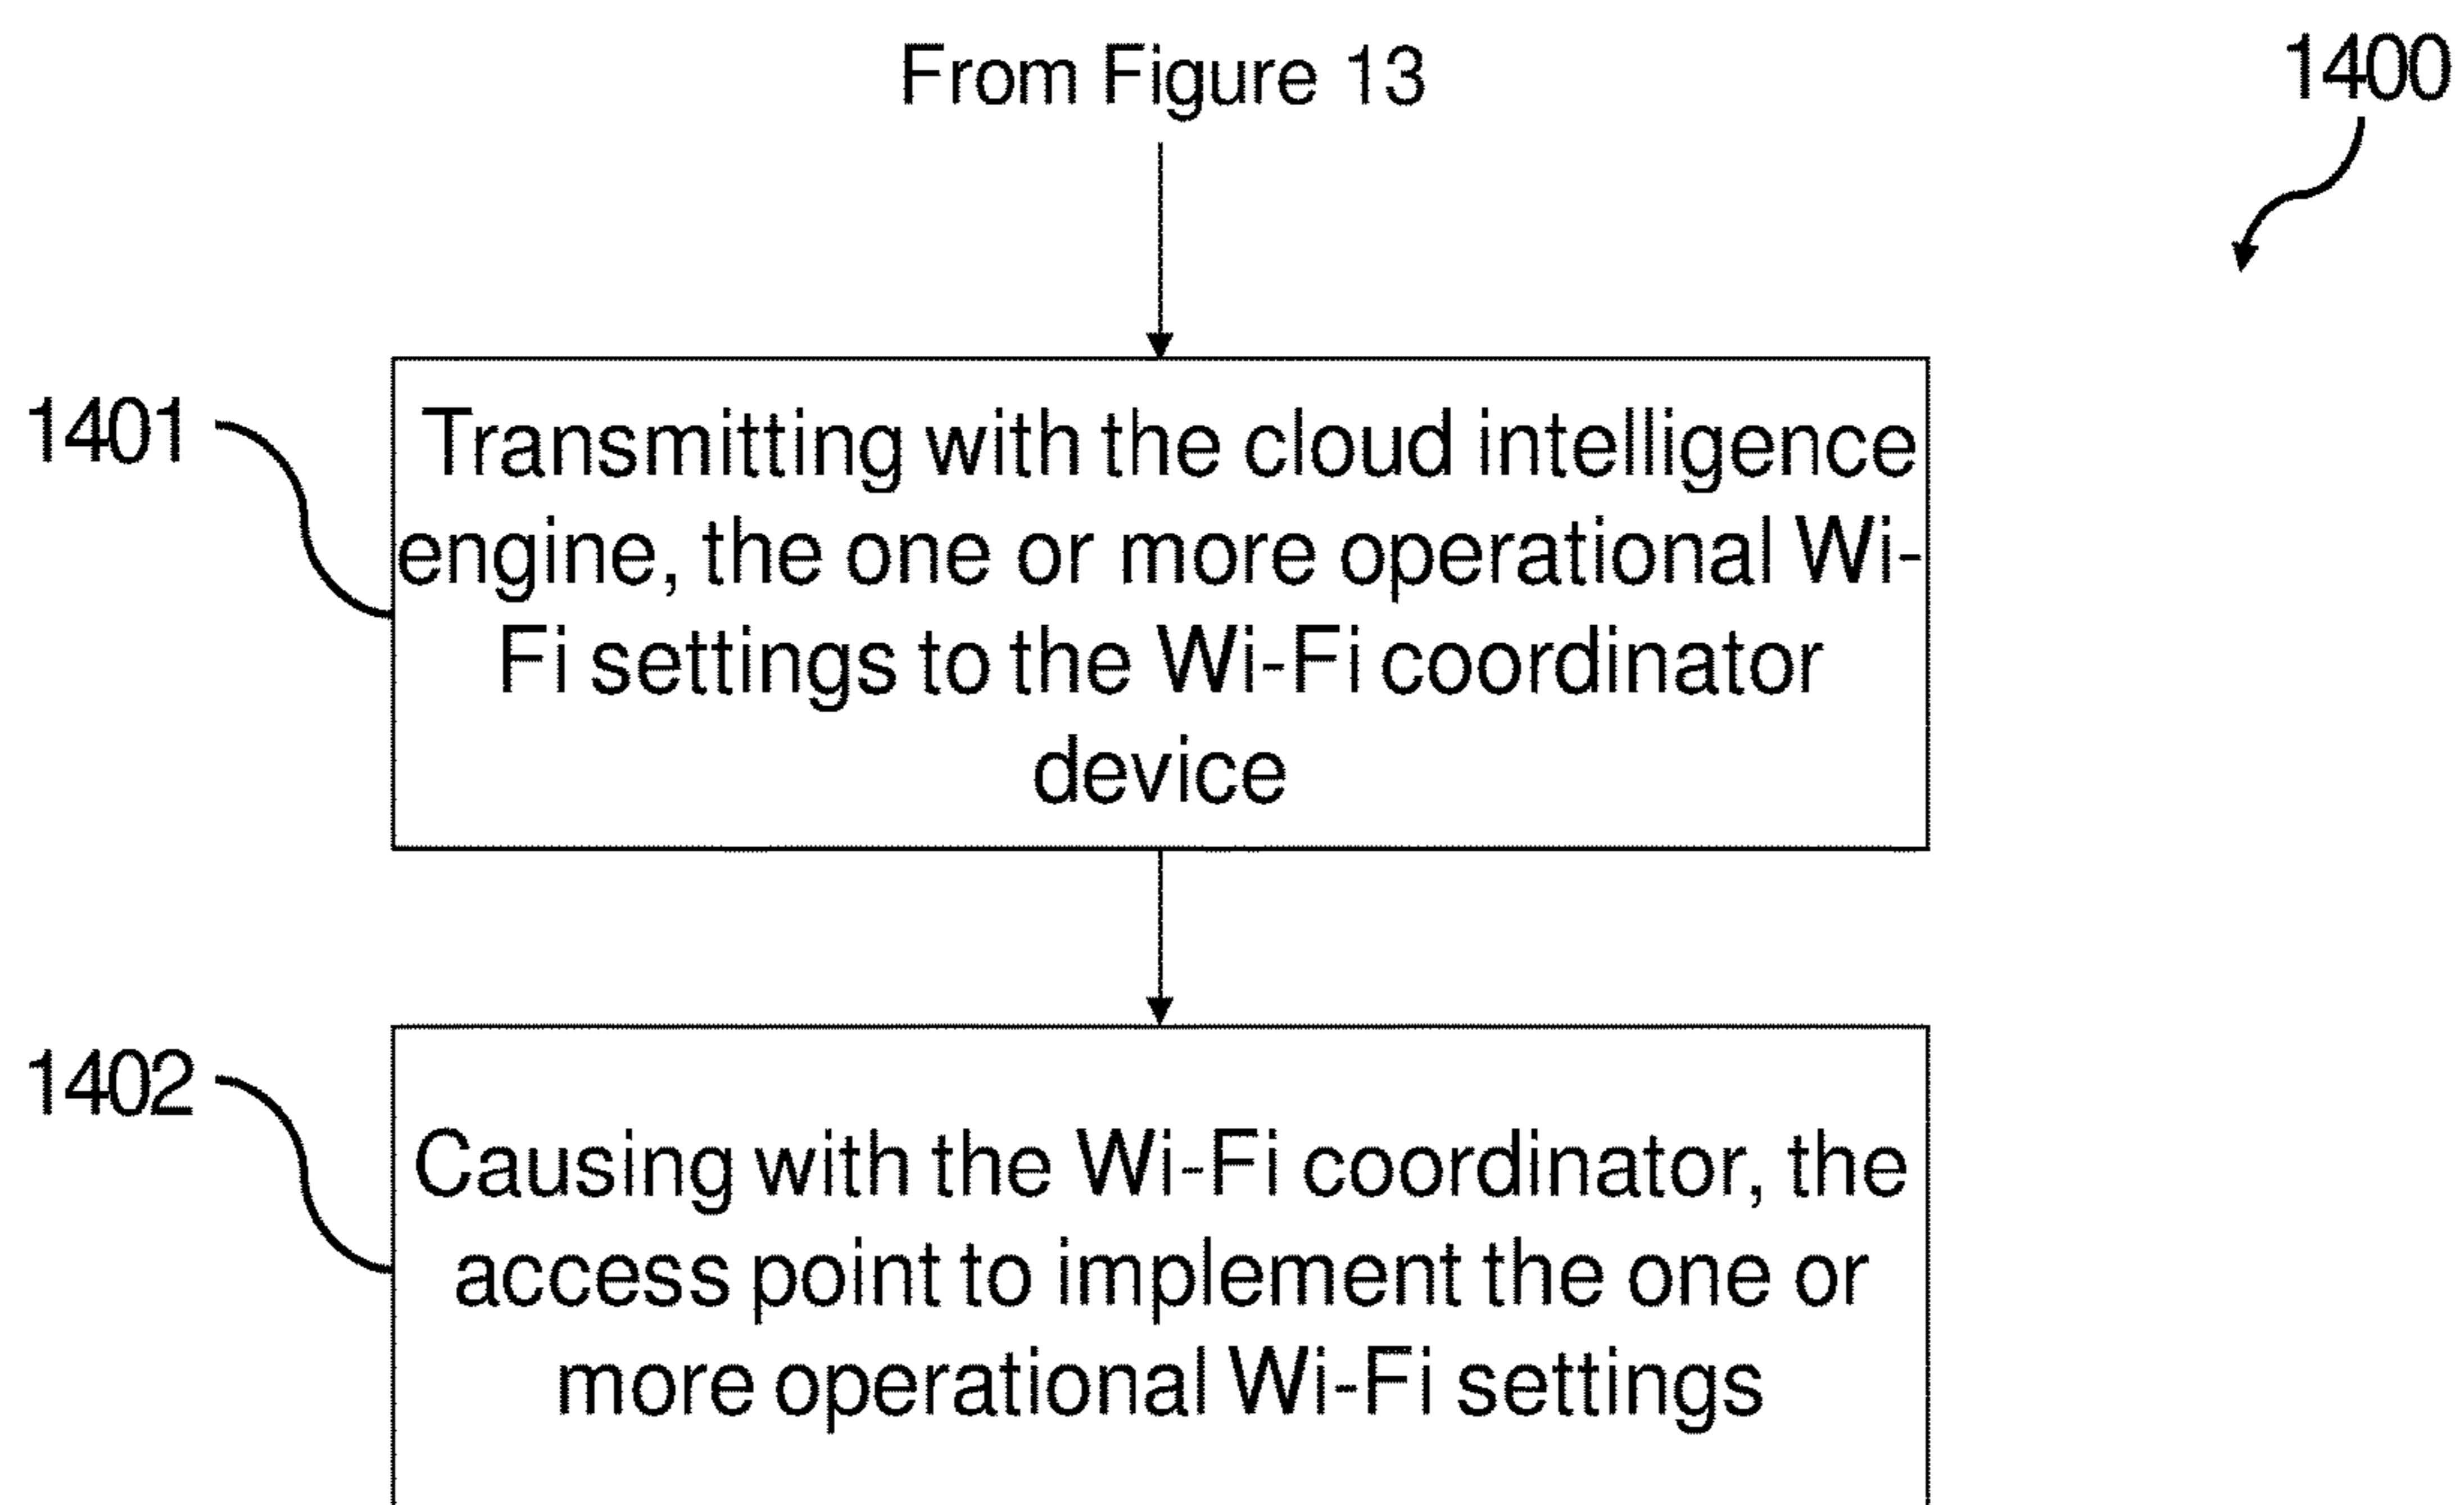 From Figure 13
1400
1401
Transmitting with the cloud intelligence
engine, the one or more operational Wi-
Fi settings to the Wi-Fi coordinator
device
1402
Causing with the Wi-Fi coordinator, the
access point to implement the one or
more operational Wi-Fi settings